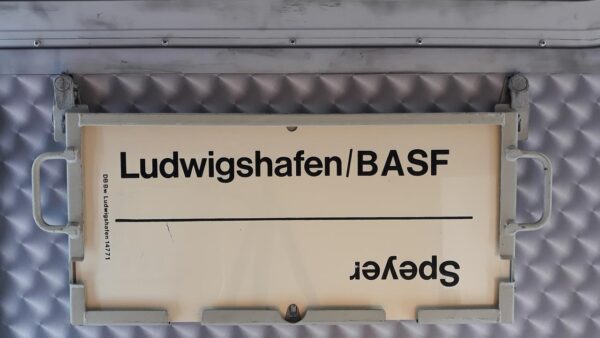 Ludwigshafen/BASF
Speyer
DB Bw Ludwigshafen 14771